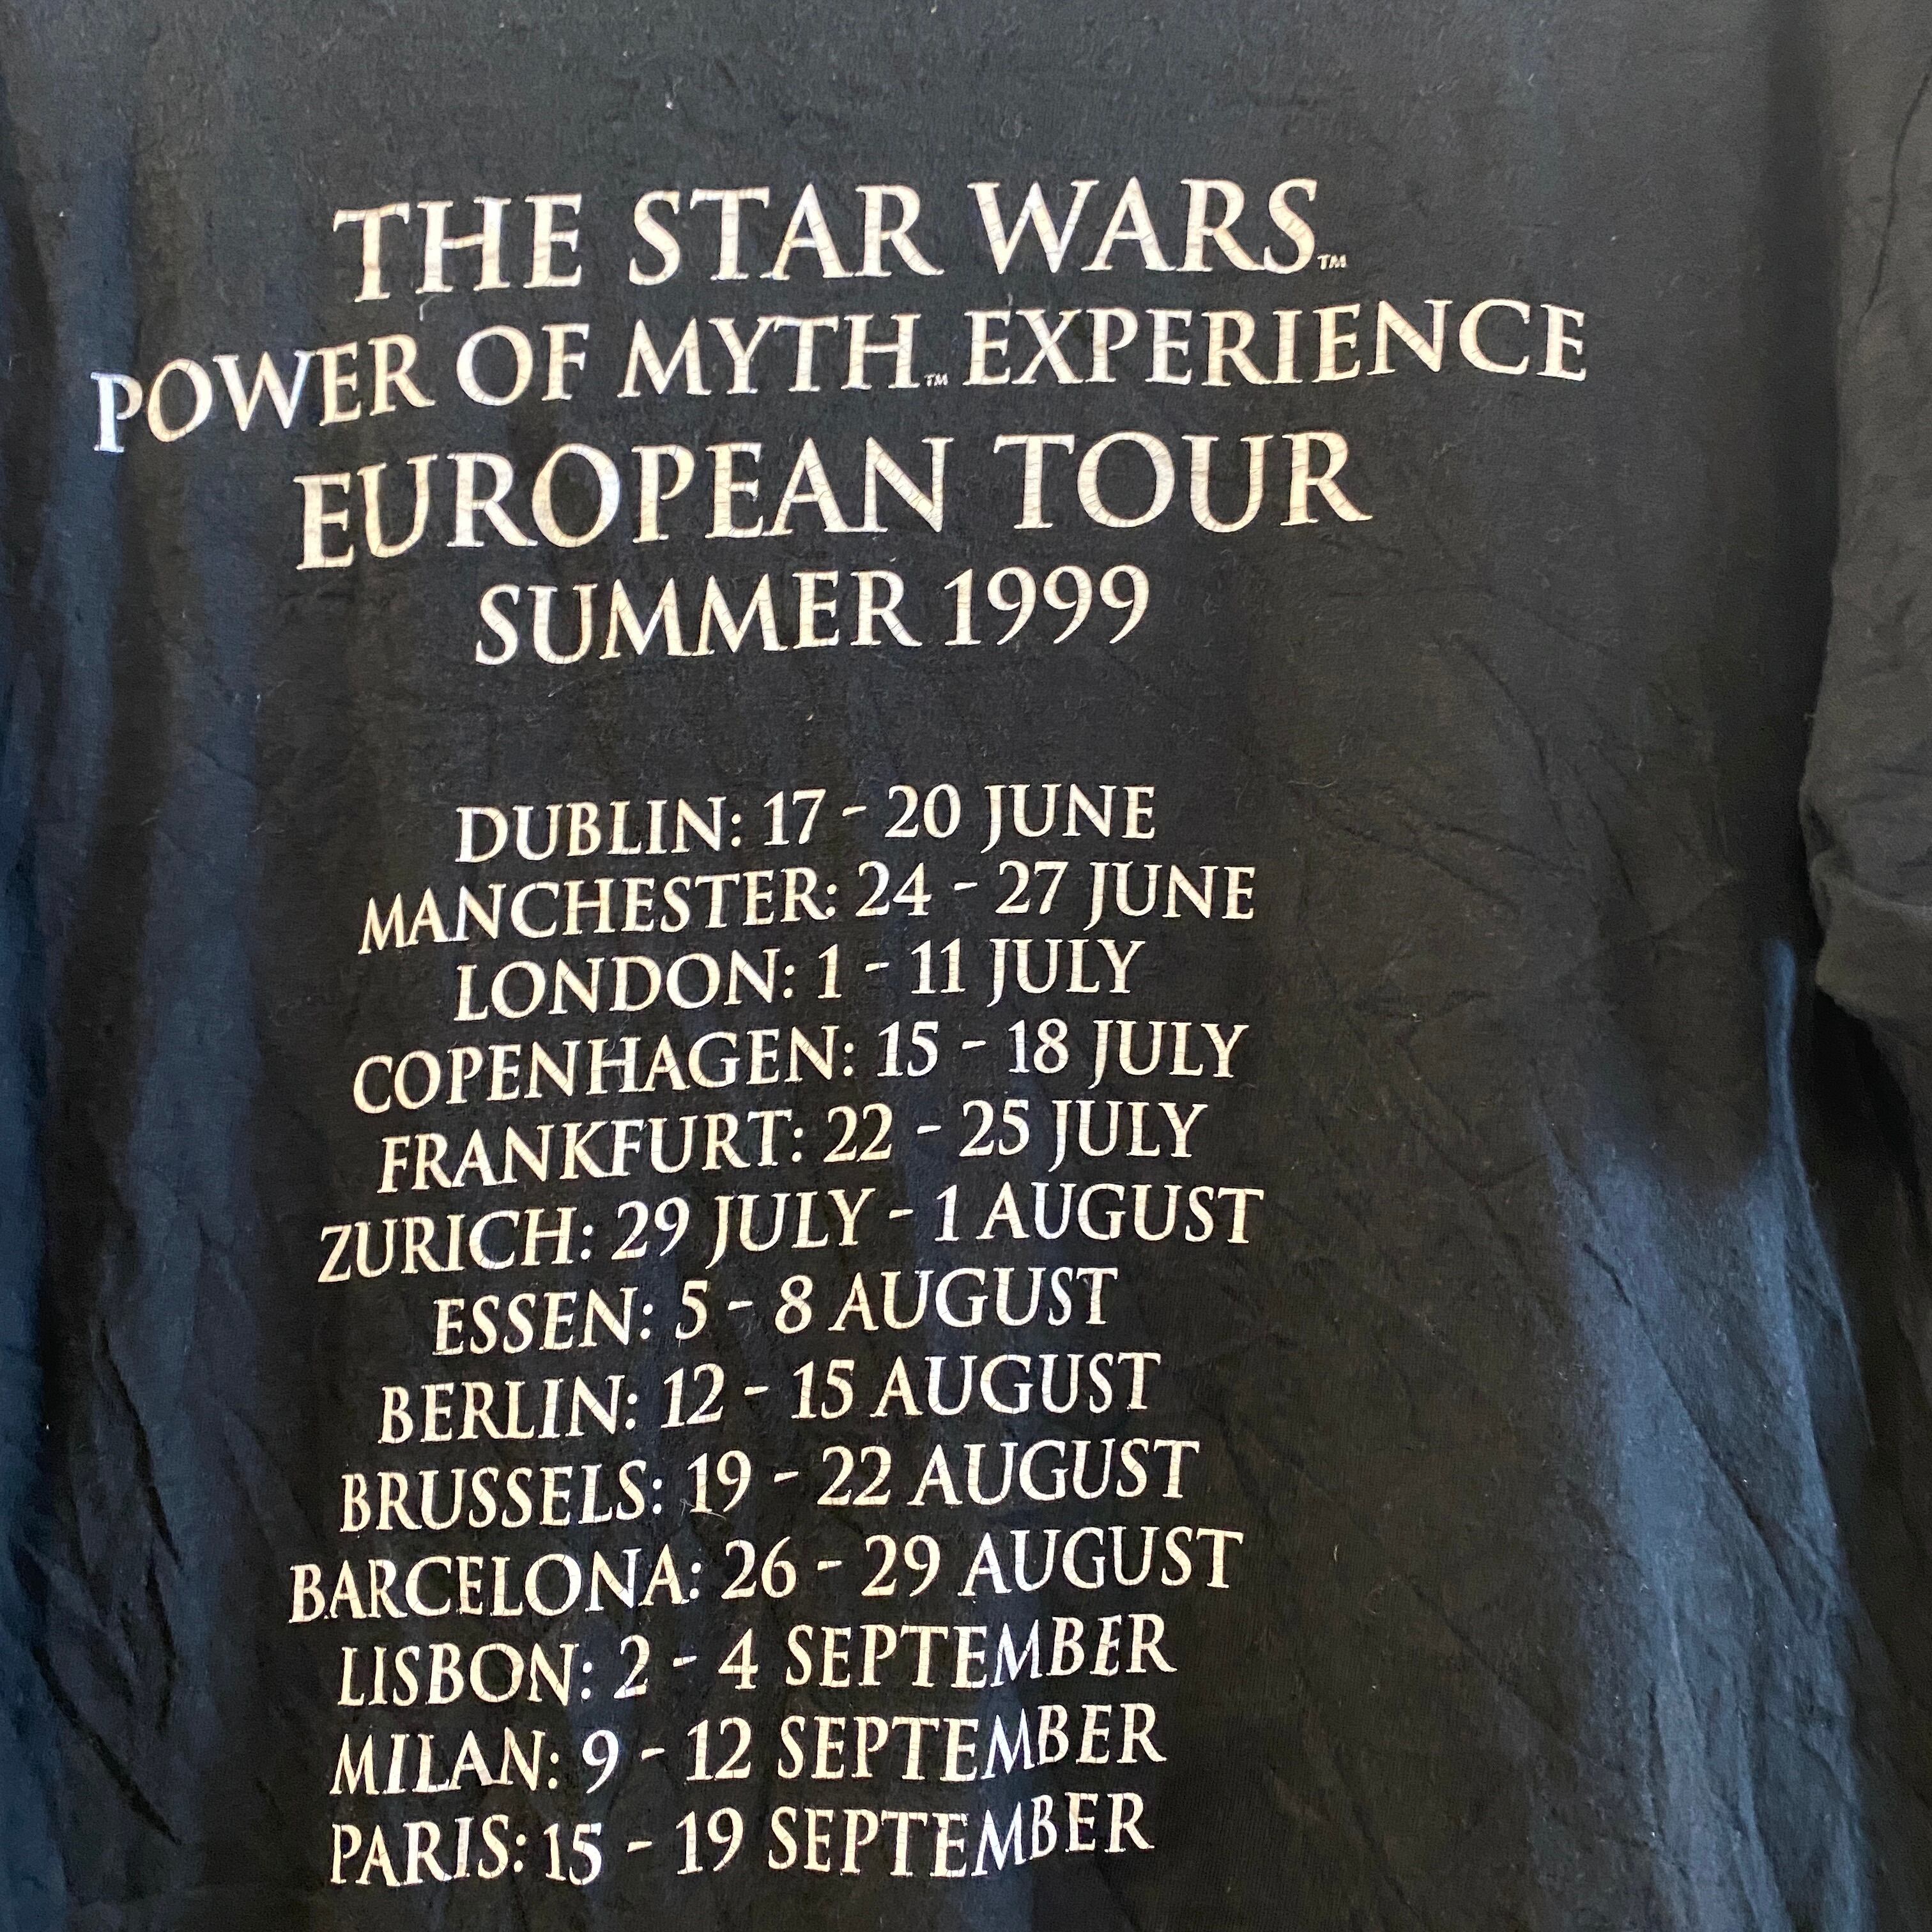 THE STAR WARS™
POWER OF MYTH™ EXPERIENCE
EUROPEAN TOUR
SUMMER 1999
DUBLIN: 17 - 20 JUNE
MANCHESTER: 24 - 27 JUNE
LONDON: 1 - 11 JULY
COPENHAGEN: 15 - 18 JULY
FRANKFURT: 22 - 25 JULY
ZURICH: 29 JULY - 1 AUGUST
ESSEN: 5 - 8 AUGUST
BERLIN: 12 - 15 AUGUST
BRUSSELS: 19 - 22 AUGUST
BARCELONA: 26 - 29 AUGUST
LISBON: 2 - 4 SEPTEMBER
MILAN: 9 - 12 SEPTEMBER
PARIS: 15 - 19 SEPTEMBER